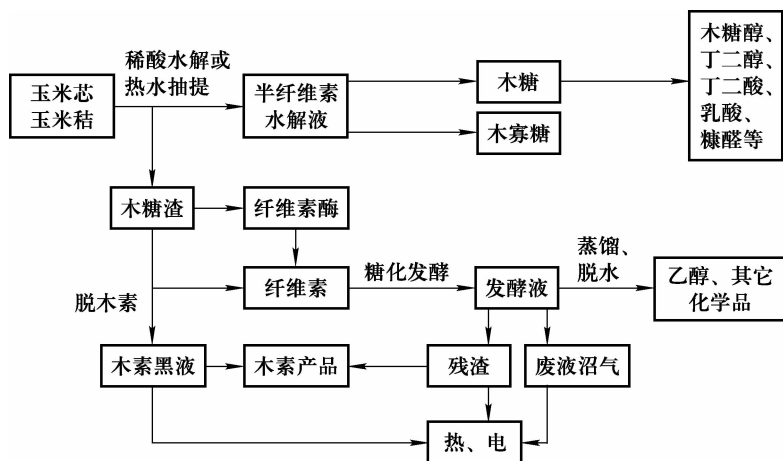 稀酸水解或
热水抽提
玉米芯
玉米秸
半纤维素
水解液
木糖
木寡糖
木糖醇、
丁二醇、
丁二酸、
乳酸、
糠醛等
木糖渣
纤维素酶
脱木素
纤维素
糖化发酵
发酵液
蒸馏、
脱水
乙醇、其它
化学品
木素黑液
木素产品
残渣
废液沼气
热、电